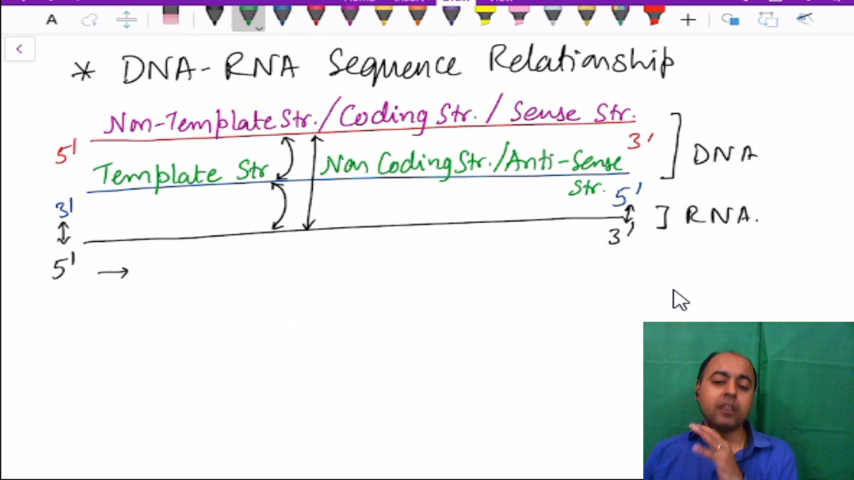 * DNA-RNA Sequence Relationship
Non-Template Str. / Coding Str. / Sense Str.
5' 3'
Template Str Non Coding Str. / Anti-Sense Str.
3' 5'
DNA
5' → 3'
RNA.